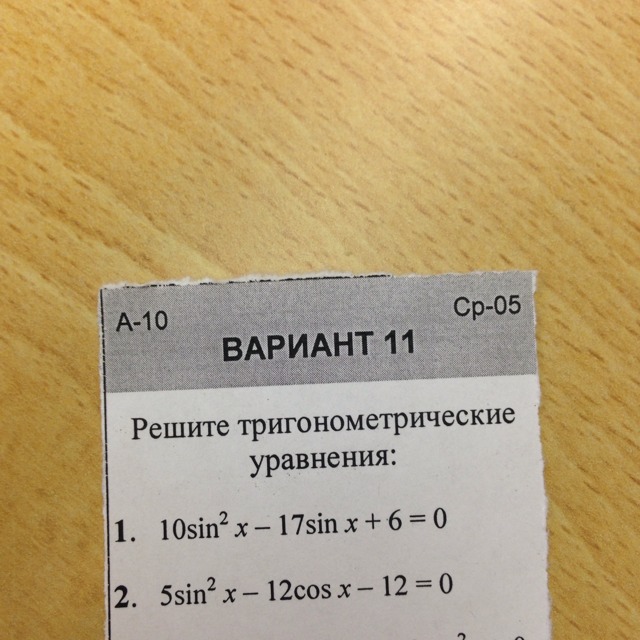 А-10 Ср-05
ВАРИАНТ 11
Решите тригонометрические
уравнения:
1. 10sin² x – 17sin x + 6 = 0
2. 5sin² x – 12cos x – 12 = 0